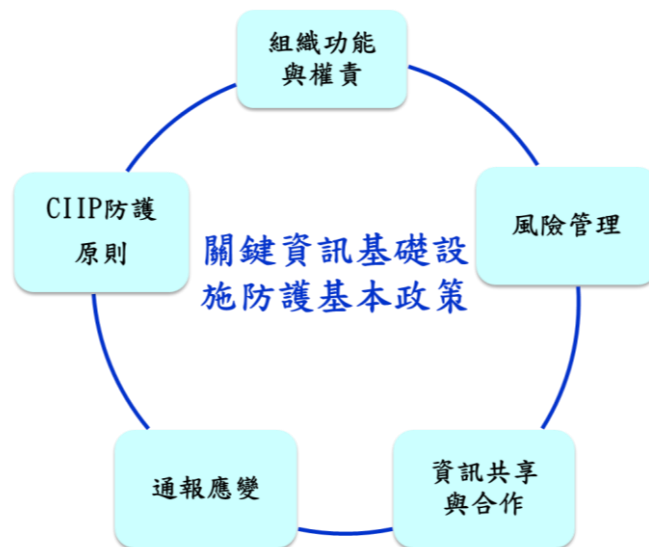 組織功能
與權責
CIIP防護
原則
風險管理
關鍵資訊基礎設
施防護基本政策
通報應變
資訊共享
與合作